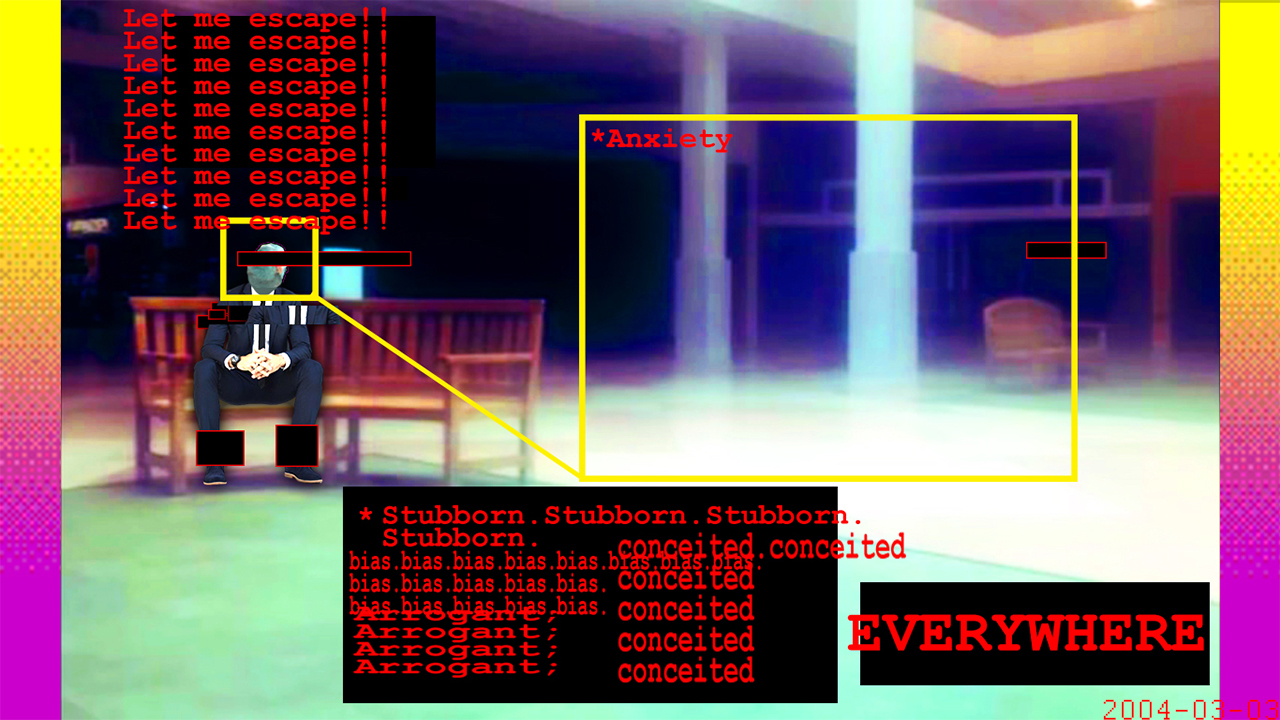 Let me escape!!
Let me escape!!
Let me escape!!
Let me escape!!
Let me escape!!
Let me escape!!
Let me escape!!
Let me escape!!
Let me escape!!
Let me escape!!
*Anxiety
* Stubborn.Stubborn.Stubborn.
Stubborn.
conceited.conceited
bias.bias.bias.bias.bias.bias.bias.bias.
conceited
bias.bias.bias.bias.bias.
bias.bias.bias.bias.bias.
conceited
Arrogant;
Arrogant;
conceited
Arrogant;
Arrogant;
conceited
EVERYWHERE
2004-03-03